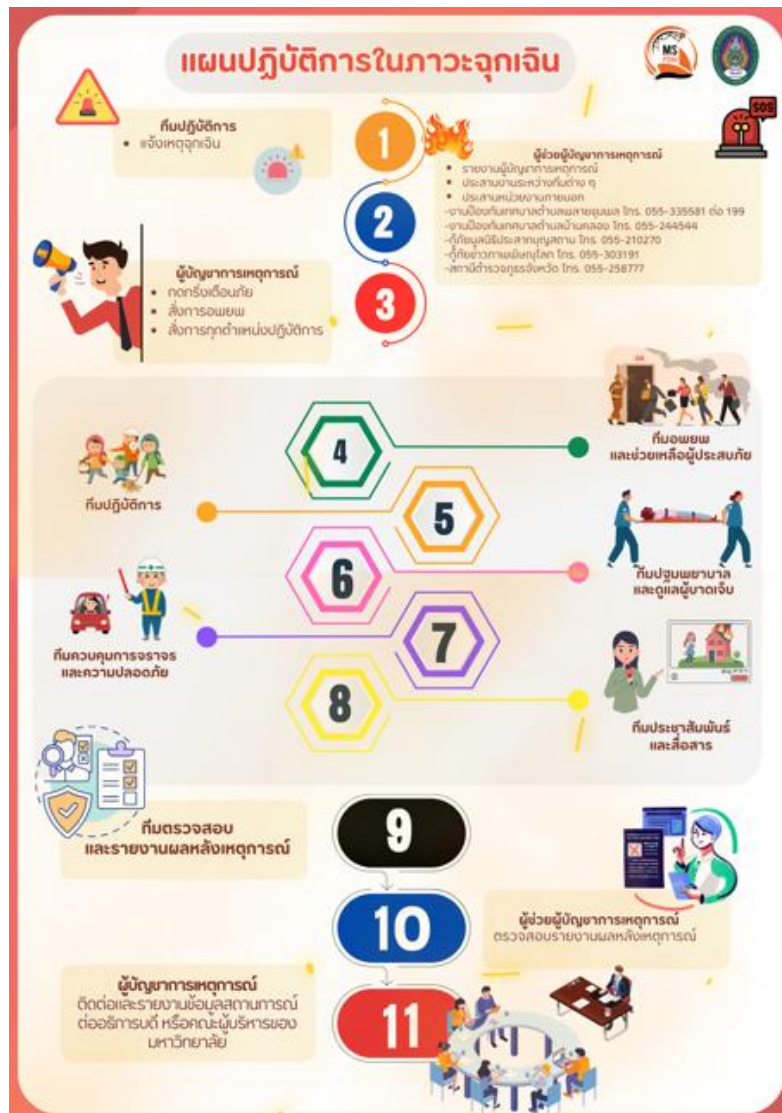 แผนปฏิบัติการในภาวะฉุกเฉิน
MS
SOS
ทีมปฏิบัติการ
• แจ้งเหตุฉุกเฉิน
1
ผู้ช่วยผู้บัญชาการเหตุการณ์
• รายงานผู้บัญชาการเหตุการณ์
• ประสานงานระหว่างทีมต่าง ๆ
• ประสานหน่วยงานภายนอก
-งานป้องกันเทศบาลตำบลพลายชุมพล โทร. 055-335581 ต่อ 199
-งานป้องกันเทศบาลตำบลบ้านคลอง โทร. 055-244544
-กู้ภัยมูลนิธิประสาทบุญสถาน โทร. 055-210270
-กู้ภัยข่าวภาพพิษณุโลก โทร. 055-303191
-สถานีตำรวจภูธรจังหวัด โทร. 055-258777
2
ผู้บัญชาการเหตุการณ์
• กดกริ่งเตือนภัย
• สั่งการอพยพ
• สั่งการทุกตำแหน่งปฏิบัติการ
3
4
ทีมอพยพ
และช่วยเหลือผู้ประสบภัย
ทีมปฏิบัติการ
5
6
ทีมปฐมพยาบาล
และดูแลผู้บาดเจ็บ
7
ทีมควบคุมการจราจร
และความปลอดภัย
8
ทีมประชาสัมพันธ์
และสื่อสาร
ทีมตรวจสอบ
และรายงานผลหลังเหตุการณ์
9
10
ผู้ช่วยผู้บัญชาการเหตุการณ์
ตรวจสอบรายงานผลหลังเหตุการณ์
ผู้บัญชาการเหตุการณ์
ติดต่อและรายงานข้อมูลสถานการณ์
ต่ออธิการบดี หรือคณะผู้บริหารของ
มหาวิทยาลัย
11